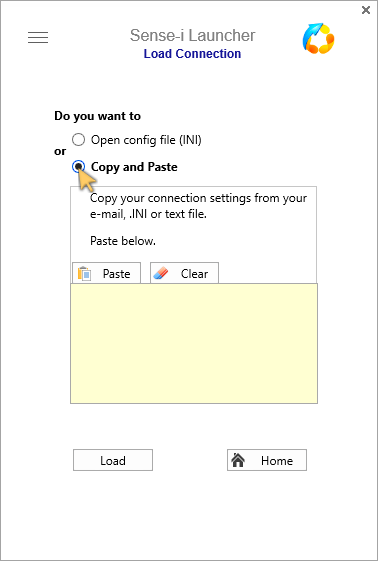 Sense-i Launcher
Load Connection
Do you want to
Open config file (INI)
or
Copy and Paste
Copy your connection settings from your
e-mail, .INI or text file.
Paste below.
Paste
Clear
Load
Home